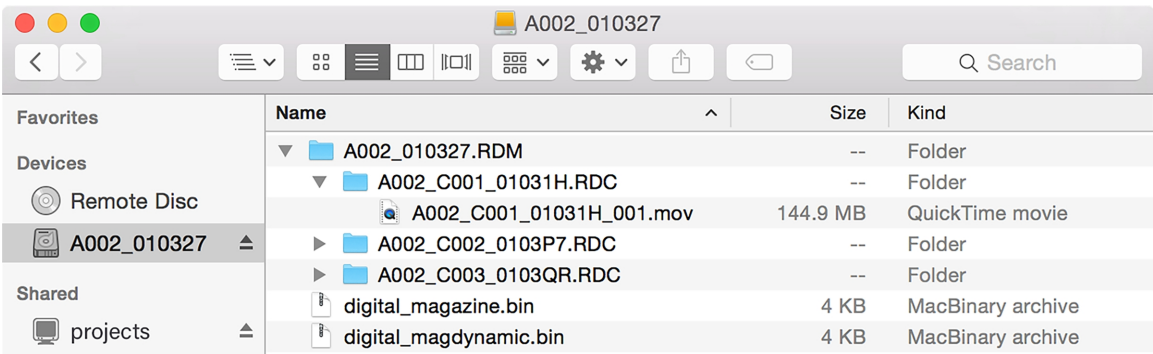 A002_010327
Search
Favorites
Devices
Remote Disc
A002_010327
Shared
projects
Name Size Kind
A002_010327.RDM -- Folder
A002_C001_01031H.RDC -- Folder
A002_C001_01031H_001.mov 144.9 MB QuickTime movie
A002_C002_0103P7.RDC -- Folder
A002_C003_0103QR.RDC -- Folder
digital_magazine.bin 4 KB MacBinary archive
digital_magdynamic.bin 4 KB MacBinary archive